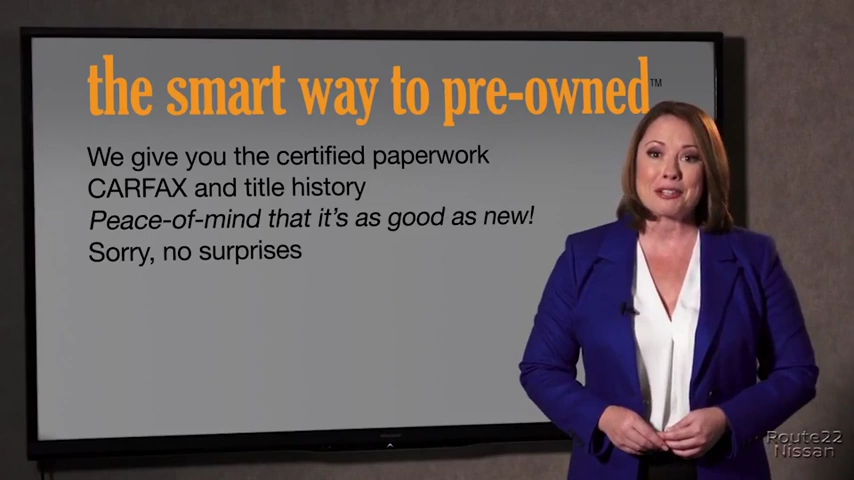 the smart way to pre-owned™
We give you the certified paperwork
CARFAX and title history
Peace-of-mind that it's as good as new!
Sorry, no surprises
Route22
Nissan